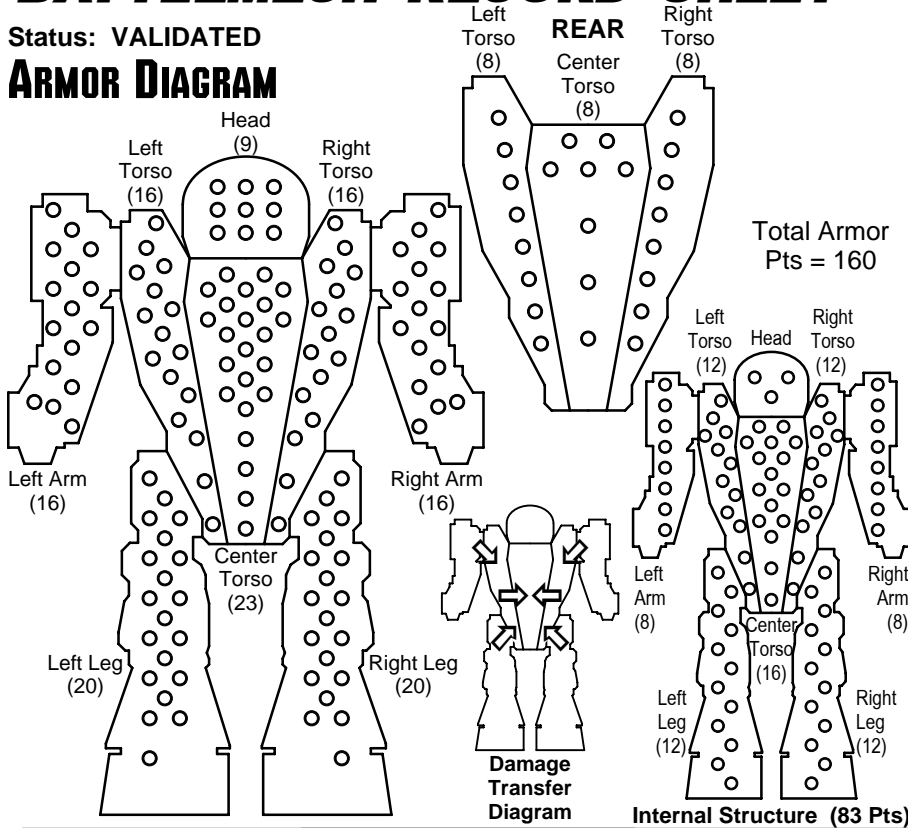 BATTLEMECH RECORD SHEET
Status: VALIDATED
ARMOR DIAGRAM
Left
Torso
(8)
REAR
Center
Torso
(8)
Right
Torso
(8)
Head
(9)
Left
Torso
(16)
Right
Torso
(16)
Total Armor
Pts = 160
Left Arm
(16)
Right Arm
(16)
Center
Torso
(23)
Left Leg
(20)
Right Leg
(20)
Damage
Transfer
Diagram
Left
Torso
(12)
Head
Right
Torso
(12)
Left
Arm
(8)
Right
Arm
(8)
Center
Torso
(16)
Left
Leg
(12)
Right
Leg
(12)
Internal Structure (83 Pts)